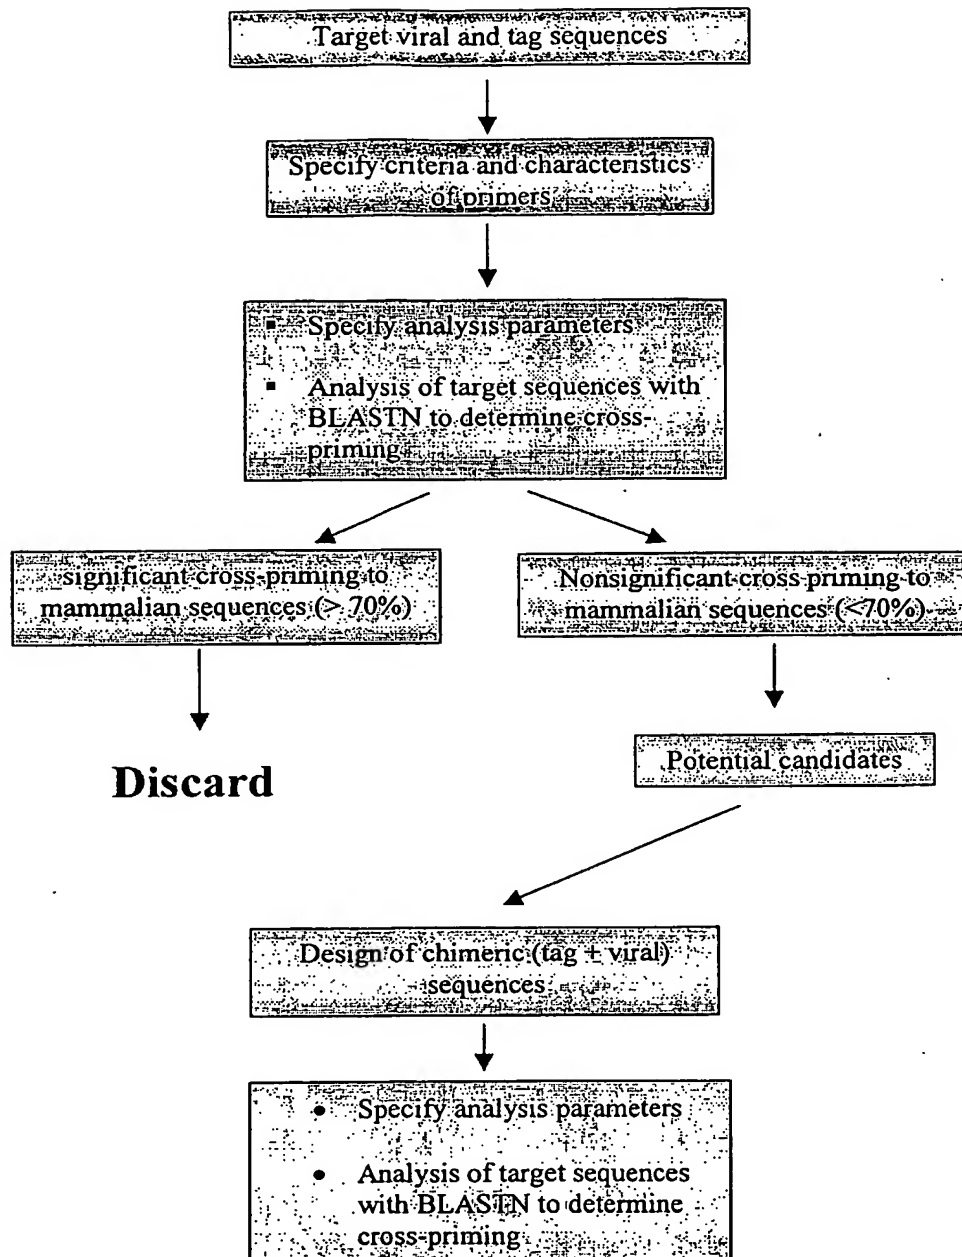 Target viral and tag sequences
Specify criteria and characteristics
of primers
▪ Specify analysis parameters
▪ Analysis of target sequences with
BLASTN to determine cross-
priming
significant cross-priming to
mammalian sequences (> 70%)
Nonsignificant cross priming to
mammalian sequences (<70%)
Discard
Potential candidates
Design of chimeric (tag + viral)
sequences
• Specify analysis parameters
• Analysis of target sequences
with BLASTN to determine
cross-priming